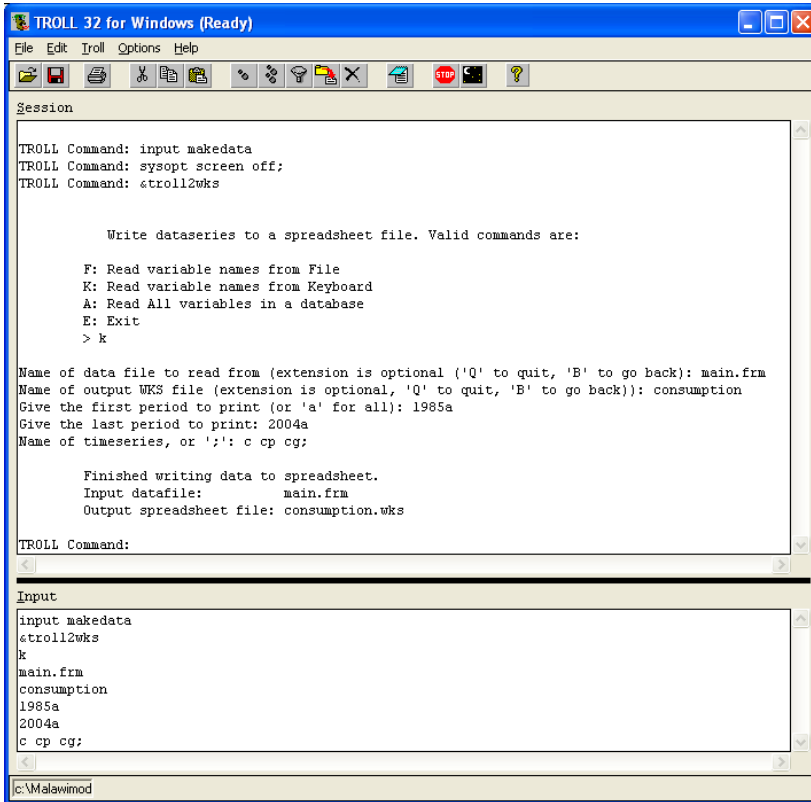 TROLL 32 for Windows (Ready)
File Edit Troll Options Help
STOP
?
Session
TROLL Command: input makedata
TROLL Command: sysopt screen off;
TROLL Command: &troll2wks
Write dataseries to a spreadsheet file. Valid commands are:
F: Read variable names from File
K: Read variable names from Keyboard
A: Read All variables in a database
E: Exit
> k
Name of data file to read from (extension is optional ('Q' to quit, 'B' to go back): main.frm
Name of output WKS file (extension is optional, 'Q' to quit, 'B' to go back)): consumption
Give the first period to print (or 'a' for all): 1985a
Give the last period to print: 2004a
Name of timeseries, or ';': c cp cg;
Finished writing data to spreadsheet.
Input datafile: main.frm
Output spreadsheet file: consumption.wks
TROLL Command:
Input
input makedata
&troll2wks
k
main.frm
consumption
1985a
2004a
c cp cg;
c:\Malawimod